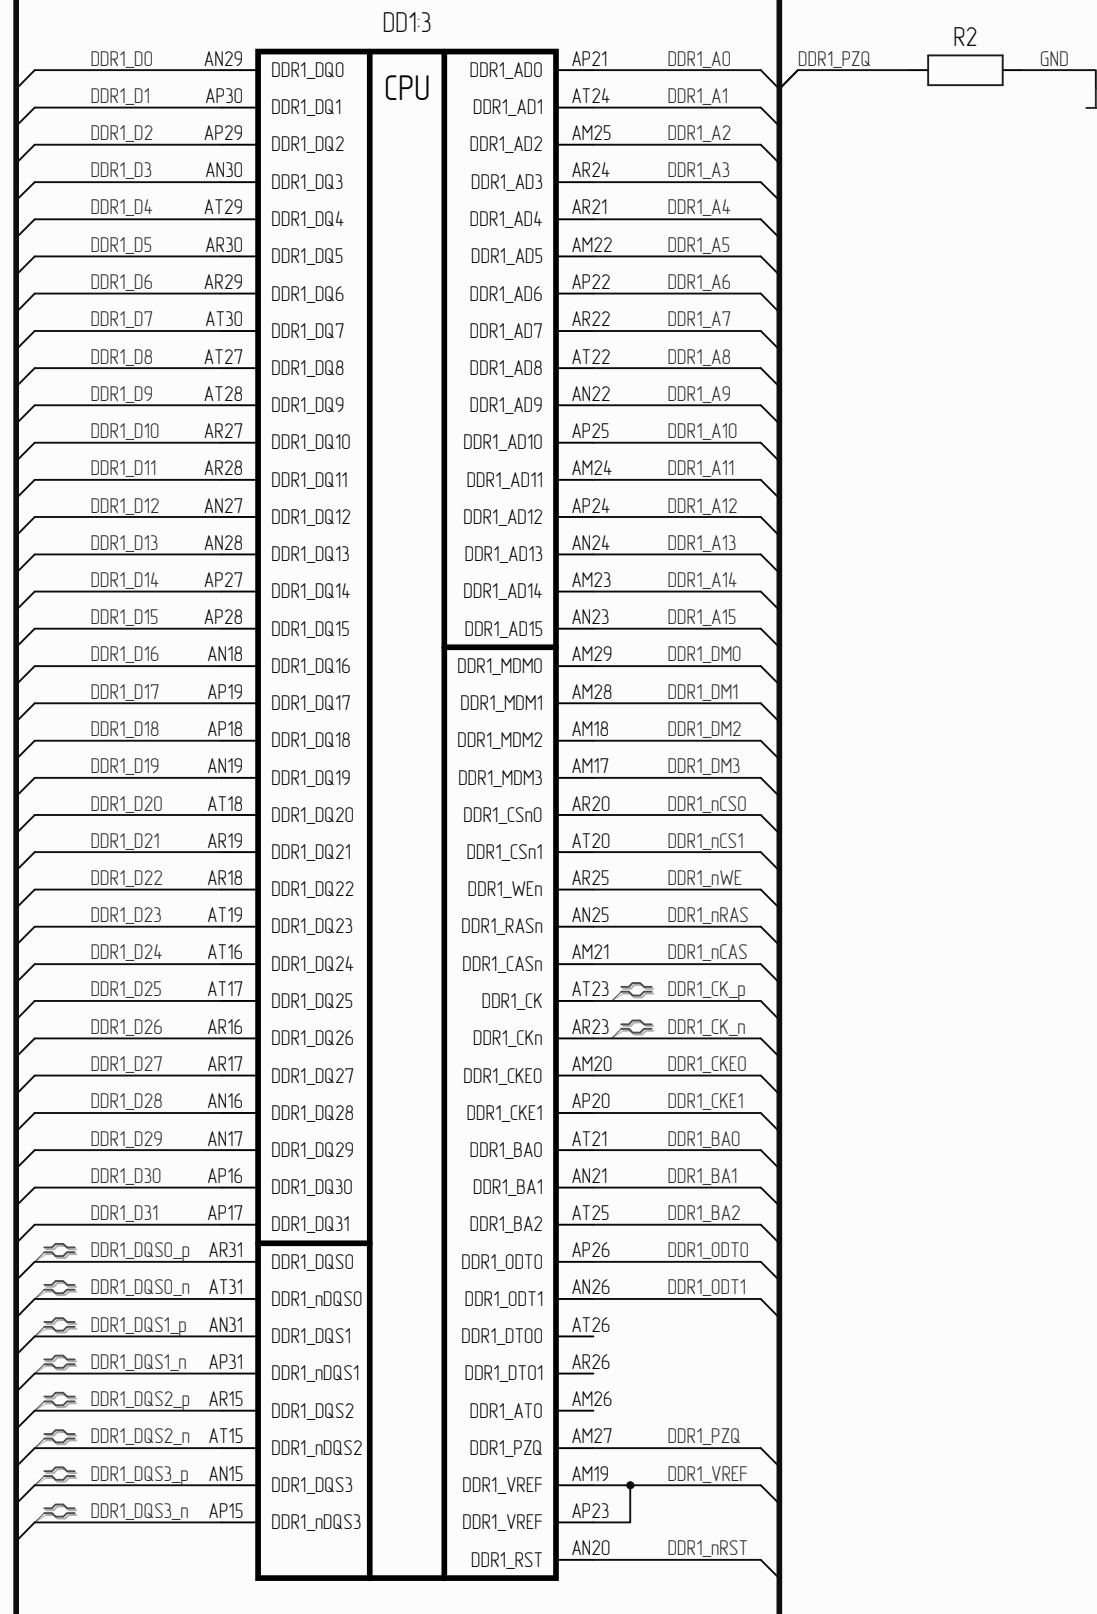 DD1:3
R2
DDR1_D0 AN29 DDR1_DQ0 CPU DDR1_AD0 AP21 DDR1_A0 DDR1_PZQ GND
DDR1_D1 AP30 DDR1_DQ1 DDR1_AD1 AT24 DDR1_A1
DDR1_D2 AP29 DDR1_DQ2 DDR1_AD2 AM25 DDR1_A2
DDR1_D3 AN30 DDR1_DQ3 DDR1_AD3 AR24 DDR1_A3
DDR1_D4 AT29 DDR1_DQ4 DDR1_AD4 AR21 DDR1_A4
DDR1_D5 AR30 DDR1_DQ5 DDR1_AD5 AM22 DDR1_A5
DDR1_D6 AR29 DDR1_DQ6 DDR1_AD6 AP22 DDR1_A6
DDR1_D7 AT30 DDR1_DQ7 DDR1_AD7 AR22 DDR1_A7
DDR1_D8 AT27 DDR1_DQ8 DDR1_AD8 AT22 DDR1_A8
DDR1_D9 AT28 DDR1_DQ9 DDR1_AD9 AN22 DDR1_A9
DDR1_D10 AR27 DDR1_DQ10 DDR1_AD10 AP25 DDR1_A10
DDR1_D11 AR28 DDR1_DQ11 DDR1_AD11 AM24 DDR1_A11
DDR1_D12 AN27 DDR1_DQ12 DDR1_AD12 AP24 DDR1_A12
DDR1_D13 AN28 DDR1_DQ13 DDR1_AD13 AN24 DDR1_A13
DDR1_D14 AP27 DDR1_DQ14 DDR1_AD14 AM23 DDR1_A14
DDR1_D15 AP28 DDR1_DQ15 DDR1_AD15 AN23 DDR1_A15
DDR1_D16 AN18 DDR1_DQ16 DDR1_MDM0 AM29 DDR1_DM0
DDR1_D17 AP19 DDR1_DQ17 DDR1_MDM1 AM28 DDR1_DM1
DDR1_D18 AP18 DDR1_DQ18 DDR1_MDM2 AM18 DDR1_DM2
DDR1_D19 AN19 DDR1_DQ19 DDR1_MDM3 AM17 DDR1_DM3
DDR1_D20 AT18 DDR1_DQ20 DDR1_CSn0 AR20 DDR1_nCS0
DDR1_D21 AR19 DDR1_DQ21 DDR1_CSn1 AT20 DDR1_nCS1
DDR1_D22 AR18 DDR1_DQ22 DDR1_WEn AR25 DDR1_nWE
DDR1_D23 AT19 DDR1_DQ23 DDR1_RASn AN25 DDR1_nRAS
DDR1_D24 AT16 DDR1_DQ24 DDR1_CASn AM21 DDR1_nCAS
DDR1_D25 AT17 DDR1_DQ25 DDR1_CK AT23 DDR1_CK_p
DDR1_D26 AR16 DDR1_DQ26 DDR1_CKn AR23 DDR1_CK_n
DDR1_D27 AR17 DDR1_DQ27 DDR1_CKE0 AM20 DDR1_CKE0
DDR1_D28 AN16 DDR1_DQ28 DDR1_CKE1 AP20 DDR1_CKE1
DDR1_D29 AN17 DDR1_DQ29 DDR1_BA0 AT21 DDR1_BA0
DDR1_D30 AP16 DDR1_DQ30 DDR1_BA1 AN21 DDR1_BA1
DDR1_D31 AP17 DDR1_DQ31 DDR1_BA2 AT25 DDR1_BA2
DDR1_DQS0_p AR31 DDR1_DQS0 DDR1_ODT0 AP26 DDR1_ODT0
DDR1_DQS0_n AT31 DDR1_nDQS0 DDR1_ODT1 AN26 DDR1_ODT1
DDR1_DQS1_p AN31 DDR1_DQS1 DDR1_DTO0 AT26
DDR1_DQS1_n AP31 DDR1_nDQS1 DDR1_DTO1 AR26
DDR1_DQS2_p AR15 DDR1_DQS2 DDR1_ATO AM26
DDR1_DQS2_n AT15 DDR1_nDQS2 DDR1_PZQ AM27 DDR1_PZQ
DDR1_DQS3_p AN15 DDR1_DQS3 DDR1_VREF AM19 DDR1_VREF
DDR1_DQS3_n AP15 DDR1_nDQS3 DDR1_VREF AP23
DDR1_RST AN20 DDR1_nRST